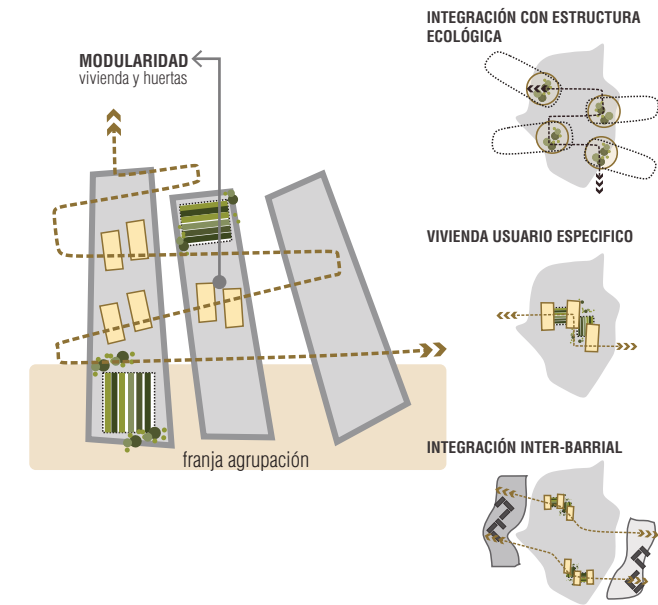 MODULARIDAD
vivienda y huertas
franja agrupación
INTEGRACIÓN CON ESTRUCTURA
ECOLÓGICA
VIVIENDA USUARIO ESPECIFICO
INTEGRACIÓN INTER-BARRIAL